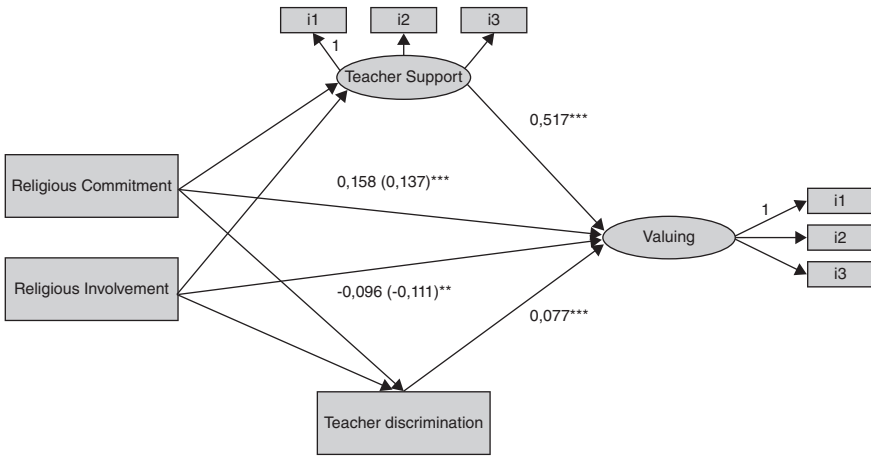 i1
i2
i3
1
Teacher Support
0,517***
Religious Commitment
0,158 (0,137)***
1
i1
Valuing
i2
i3
Religious Involvement
-0,096 (-0,111)**
0,077***
Teacher discrimination